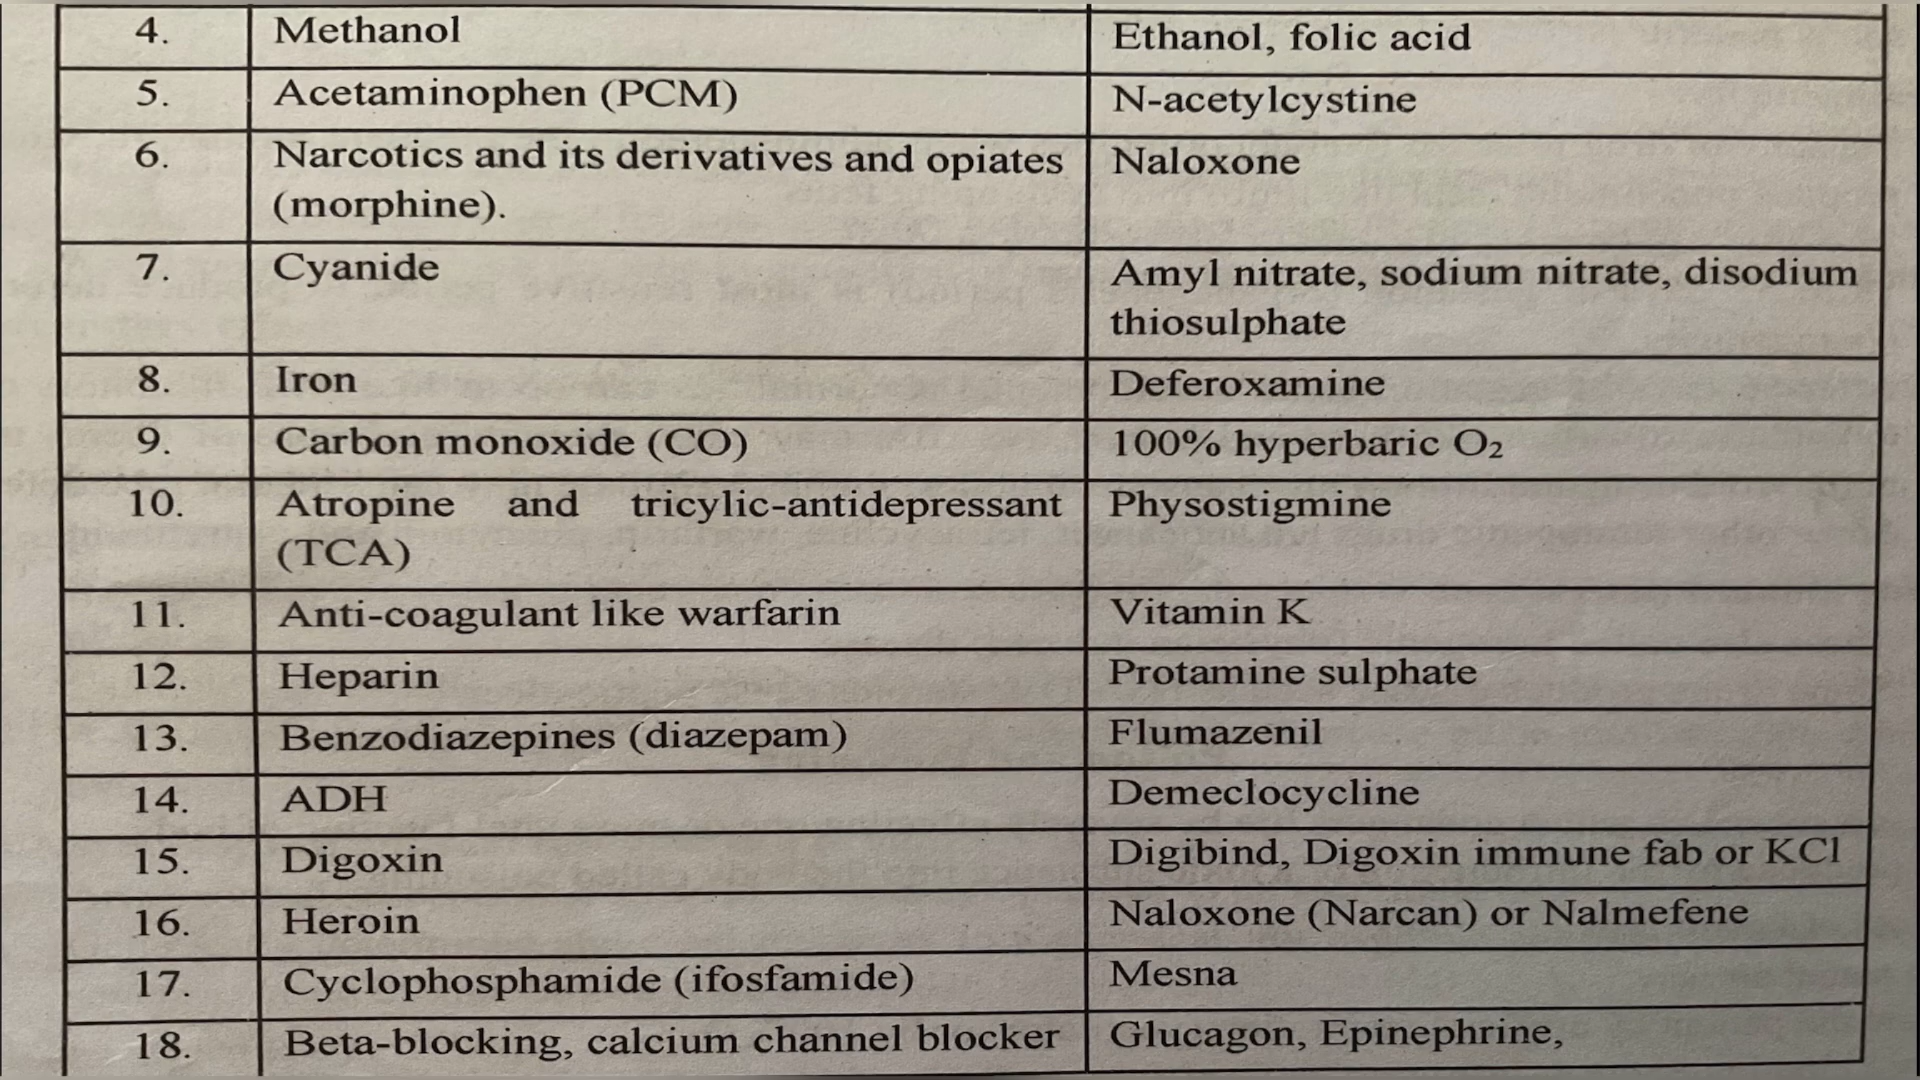 4. Methanol Ethanol, folic acid
5. Acetaminophen (PCM) N-acetylcystine
6. Narcotics and its derivatives and opiates Naloxone
(morphine).
7. Cyanide Amyl nitrate, sodium nitrate, disodium
thiosulphate
8. Iron Deferoxamine
9. Carbon monoxide (CO) 100% hyperbaric O₂
10. Atropine and tricylic-antidepressant Physostigmine
(TCA)
11. Anti-coagulant like warfarin Vitamin K
12. Heparin Protamine sulphate
13. Benzodiazepines (diazepam) Flumazenil
14. ADH Demeclocycline
15. Digoxin Digibind, Digoxin immune fab or KCl
16. Heroin Naloxone (Narcan) or Nalmefene
17. Cyclophosphamide (ifosfamide) Mesna
18. Beta-blocking, calcium channel blocker Glucagon, Epinephrine,